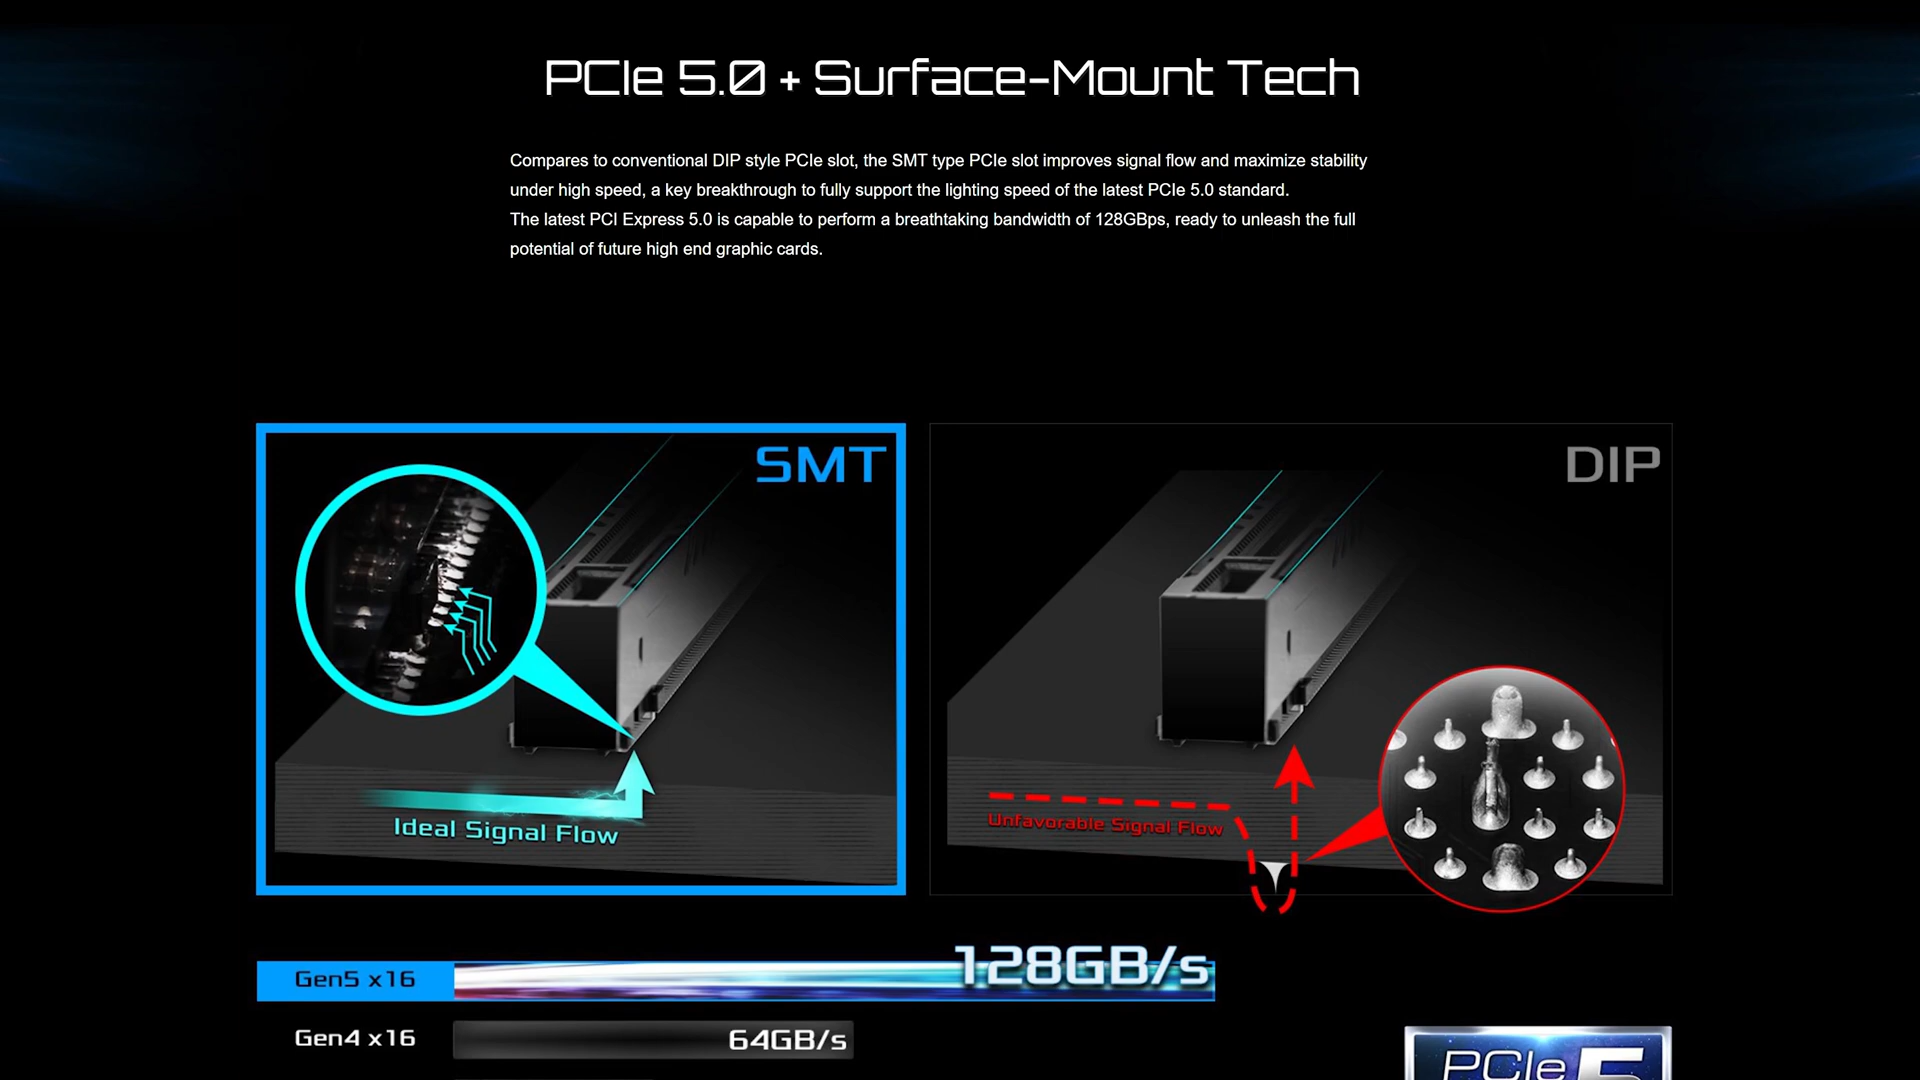 PCIe 5.0 + Surface-Mount Tech
Compares to conventional DIP style PCIe slot, the SMT type PCIe slot improves signal flow and maximize stability
under high speed, a key breakthrough to fully support the lighting speed of the latest PCIe 5.0 standard.
The latest PCI Express 5.0 is capable to perform a breathtaking bandwidth of 128GBps, ready to unleash the full
potential of future high end graphic cards.
SMT
Ideal Signal Flow
DIP
Unfavorable Signal Flow
Gen5 x16 128GB/s
Gen4 x16 64GB/s
PCIe 5